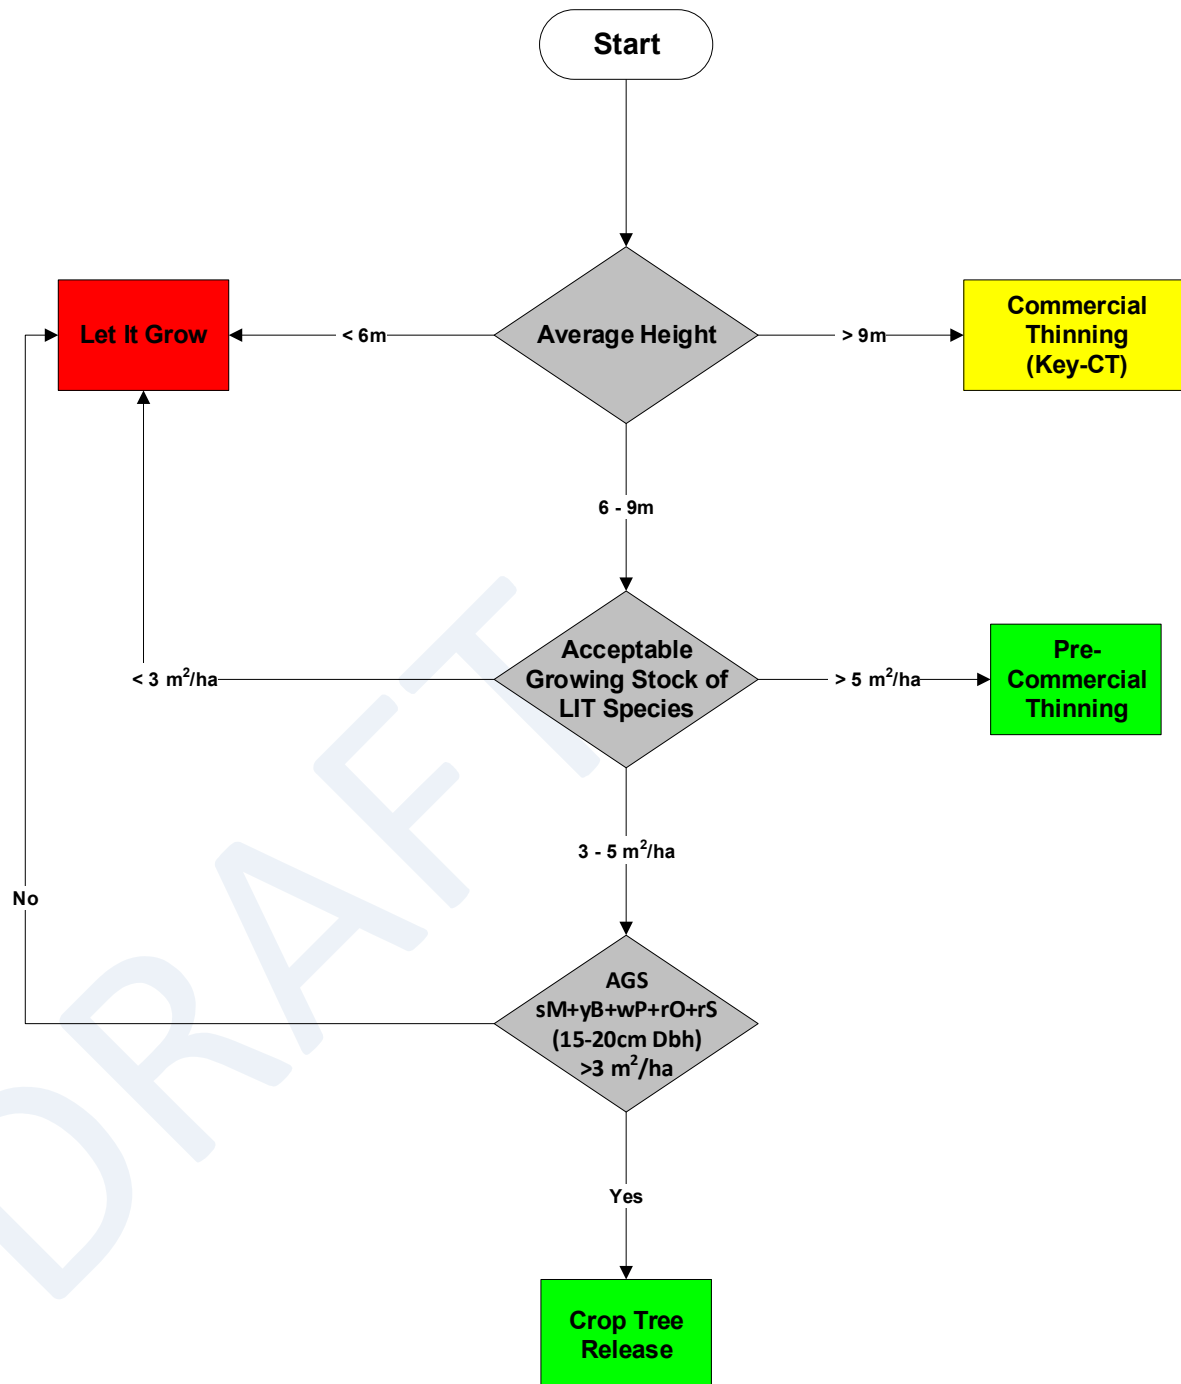 Start
Let It Grow
< 6m
Average Height
> 9m
Commercial
Thinning
(Key-CT)
6 - 9m
< 3 m²/ha
Acceptable
Growing Stock of
LIT Species
> 5 m²/ha
Pre-
Commercial
Thinning
3 - 5 m²/ha
No
AGS
sM+yB+wP+rO+rS
(15-20cm Dbh)
>3 m²/ha
Yes
Crop Tree
Release
DRAFT